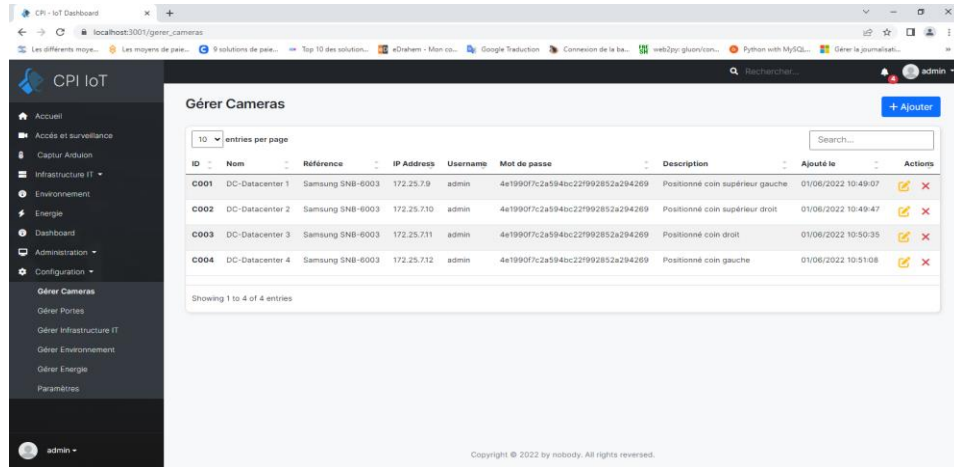 CPI - IoT Dashboard
localhost:3001/gerer_cameras
Les différents moye... Les moyens de paie... 9 solutions de paie... Top 10 des solution... eDrahem - Mon co... Google Traduction Connexion de la ba... web2py: gluon/con... Python with MySQL... Gérer la journalisati...
CPI IoT
Rechercher...
4
admin
Accueil
Accés et surveillance
Captur Arduion
Infrastructure IT
Environnement
Energie
Dashboard
Administration
Configuration
Gérer Cameras
Gérer Portes
Gérer Infrastructure IT
Gérer Environnement
Gérer Energie
Paramètres
admin
Gérer Cameras
+ Ajouter
10 entries per page
Search...
ID Nom Référence IP Address Username Mot de passe Description Ajouté le Actions
C001 DC-Datacenter 1 Samsung SNB-6003 172.25.7.9 admin 4e1990f7c2a594bc22f992852a294269 Positionné coin supérieur gauche 01/06/2022 10:49:07
C002 DC-Datacenter 2 Samsung SNB-6003 172.25.7.10 admin 4e1990f7c2a594bc22f992852a294269 Positionné coin supérieur droit 01/06/2022 10:49:47
C003 DC-Datacenter 3 Samsung SNB-6003 172.25.7.11 admin 4e1990f7c2a594bc22f992852a294269 Positionné coin droit 01/06/2022 10:50:35
C004 DC-Datacenter 4 Samsung SNB-6003 172.25.7.12 admin 4e1990f7c2a594bc22f992852a294269 Positionné coin gauche 01/06/2022 10:51:08
Showing 1 to 4 of 4 entries
Copyright © 2022 by nobody. All rights reversed.